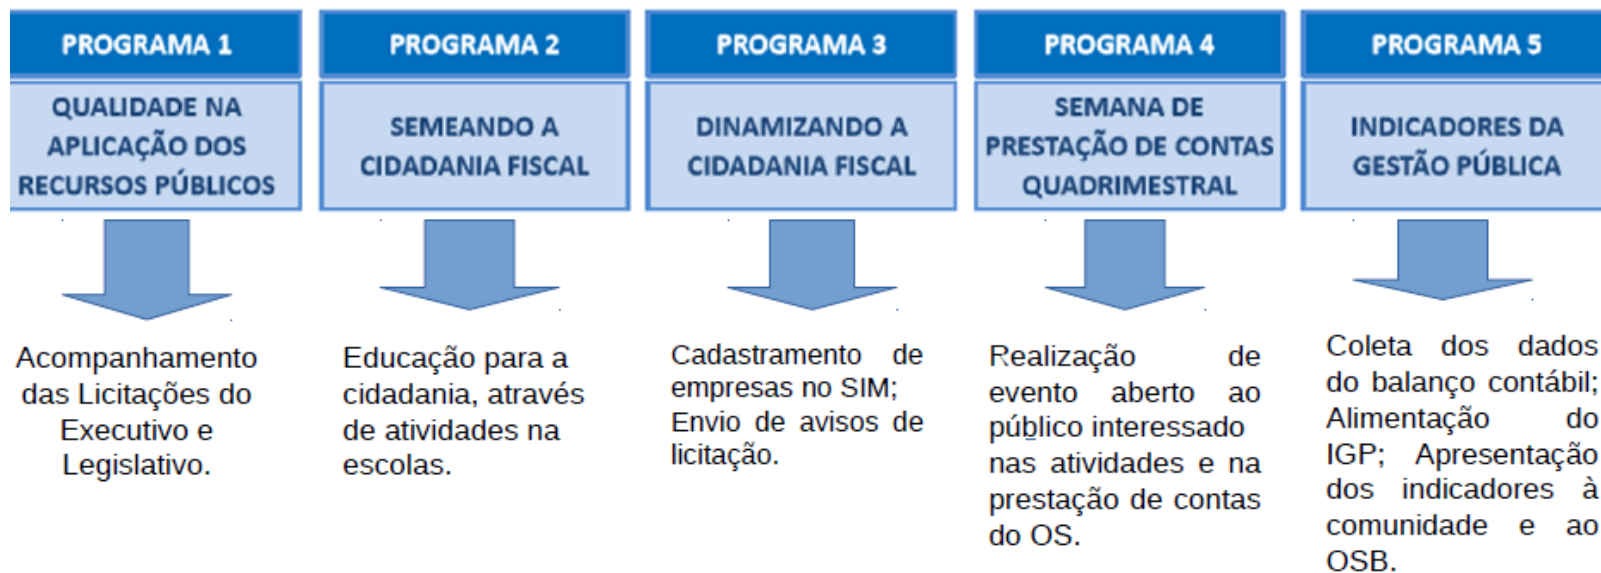 PROGRAMA 1
QUALIDADE NA
APLICAÇÃO DOS
RECURSOS PÚBLICOS
Acompanhamento
das Licitações do
Executivo e
Legislativo.
PROGRAMA 2
SEMEANDO A
CIDADANIA FISCAL
Educação para a
cidadania, através
de atividades na
escolas.
PROGRAMA 3
DINAMIZANDO A
CIDADANIA FISCAL
Cadastramento de
empresas no SIM;
Envio de avisos de
licitação.
PROGRAMA 4
SEMANA DE
PRESTAÇÃO DE CONTAS
QUADRIMESTRAL
Realização de
evento aberto ao
público interessado
nas atividades e na
prestação de contas
do OS.
PROGRAMA 5
INDICADORES DA
GESTÃO PÚBLICA
Coleta dos dados
do balanço contábil;
Alimentação do
IGP; Apresentação
dos indicadores à
comunidade e ao
OSB.